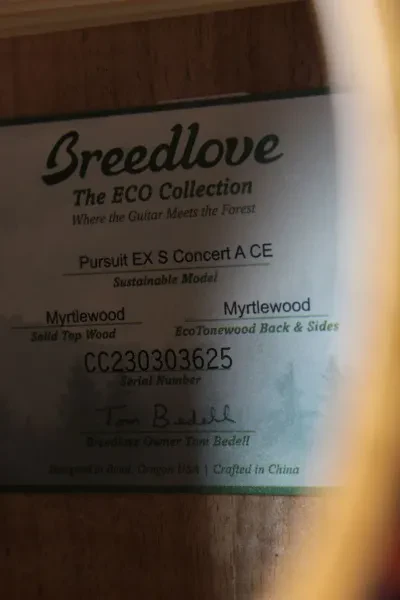 Breedlove
The ECO Collection
Where the Guitar Meets the Forest
Pursuit EX S Concert A CE
Sustainable Model
Myrtlewood Myrtlewood
Solid Top Wood EcoTonewood Back & Sides
CC230303625
Serial Number
Tom Bedell
Breedlove Owner Tom Bedell
Designed in Bend, Oregon USA | Crafted in China